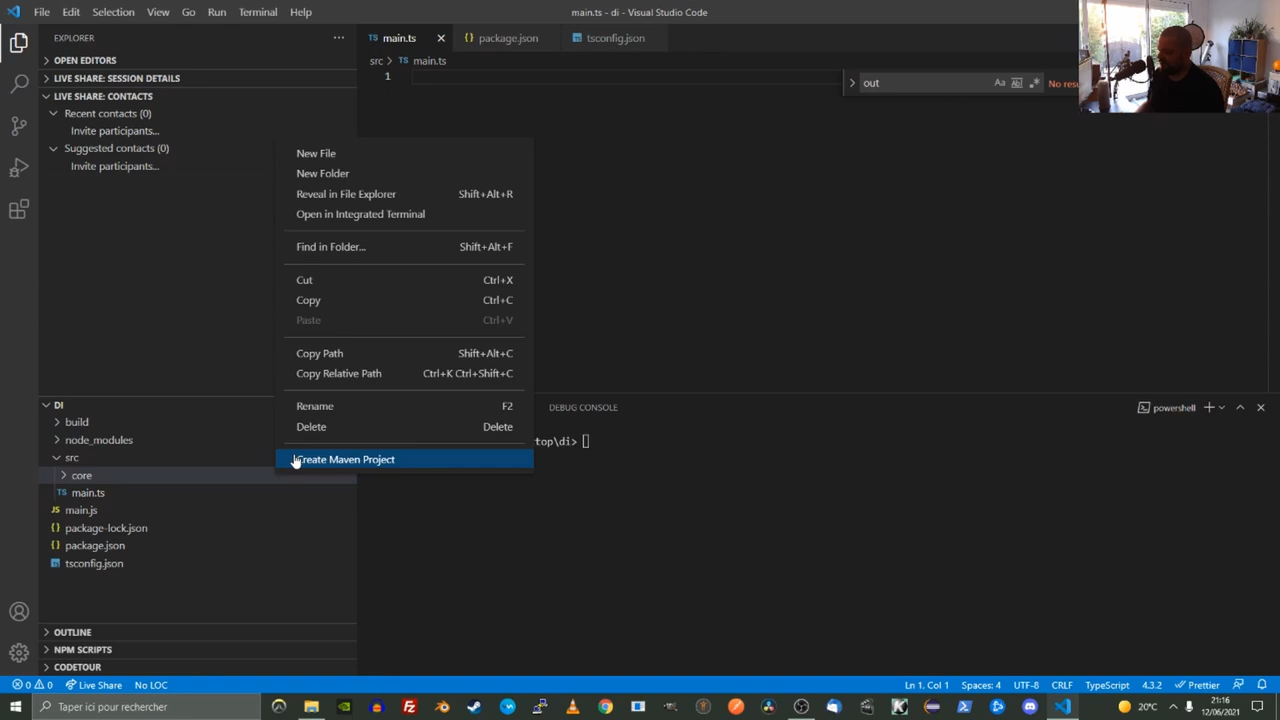 File Edit Selection View Go Run Terminal Help
main.ts - di - Visual Studio Code
EXPLORER
OPEN EDITORS
LIVE SHARE: SESSION DETAILS
LIVE SHARE: CONTACTS
Recent contacts (0)
Invite participants...
Suggested contacts (0)
Invite participants...
TS main.ts
{} package.json
tsconfig.json
src TS main.ts
1
out Aa Ab
New File
New Folder
Reveal in File Explorer Shift+Alt+R
Open in Integrated Terminal
Find in Folder... Shift+Alt+F
Cut Ctrl+X
Copy Ctrl+C
Paste Ctrl+V
Copy Path Shift+Alt+C
Copy Relative Path Ctrl+K Ctrl+Shift+C
Rename F2
Delete Delete
Create Maven Project
DI
build
node_modules
src
core
TS main.ts
JS main.js
{} package-lock.json
{} package.json
tsconfig.json
OUTLINE
NPM SCRIPTS
CODETOUR
DEBUG CONSOLE
powershell
top\di>
0 0 Live Share No LOC
Ln 1, Col 1 Spaces: 4 UTF-8 CRLF TypeScript 4.3.2 Prettier
Taper ici pour rechercher
20°C
21:16
12/06/2021